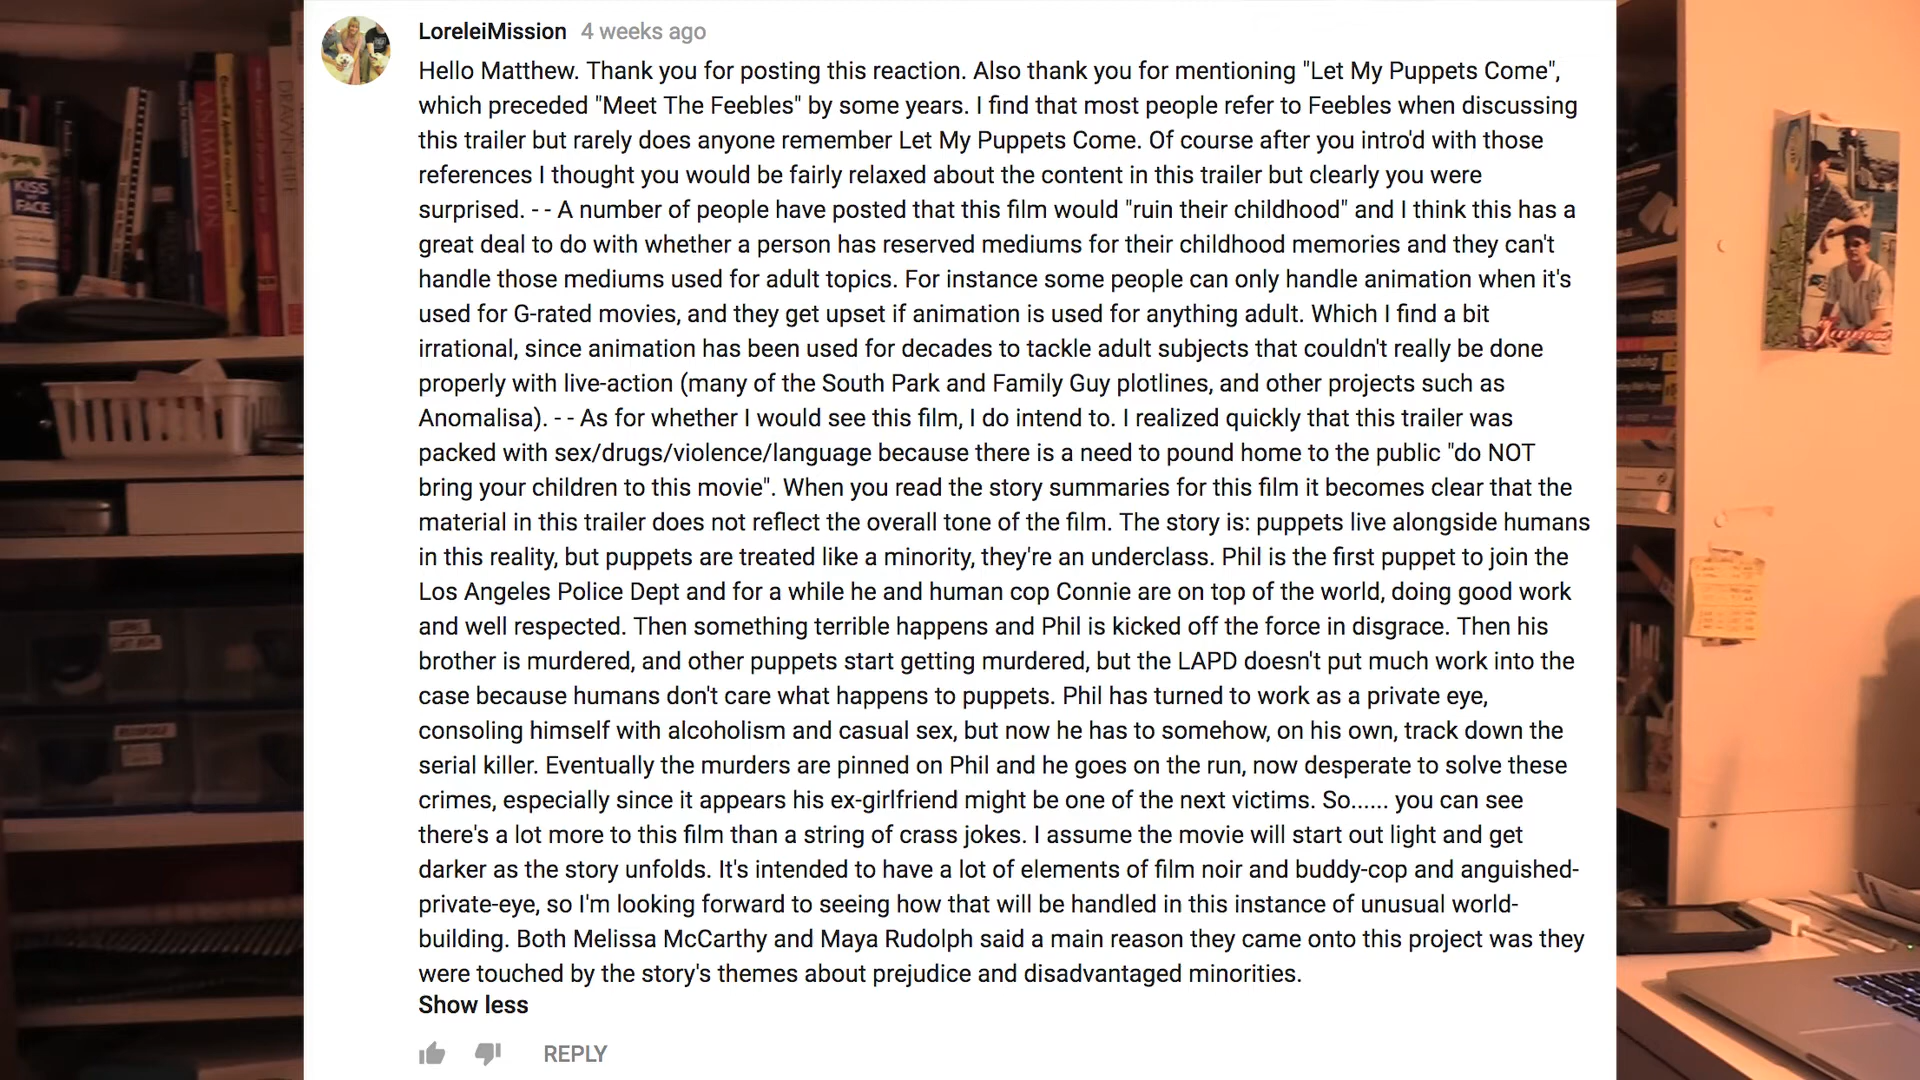 LoreleiMission 4 weeks ago
Hello Matthew. Thank you for posting this reaction. Also thank you for mentioning "Let My Puppets Come",
which preceded "Meet The Feebles" by some years. I find that most people refer to Feebles when discussing
this trailer but rarely does anyone remember Let My Puppets Come. Of course after you intro'd with those
references I thought you would be fairly relaxed about the content in this trailer but clearly you were
surprised. - - A number of people have posted that this film would "ruin their childhood" and I think this has a
great deal to do with whether a person has reserved mediums for their childhood memories and they can't
handle those mediums used for adult topics. For instance some people can only handle animation when it's
used for G-rated movies, and they get upset if animation is used for anything adult. Which I find a bit
irrational, since animation has been used for decades to tackle adult subjects that couldn't really be done
properly with live-action (many of the South Park and Family Guy plotlines, and other projects such as
Anomalisa). - - As for whether I would see this film, I do intend to. I realized quickly that this trailer was
packed with sex/drugs/violence/language because there is a need to pound home to the public "do NOT
bring your children to this movie". When you read the story summaries for this film it becomes clear that the
material in this trailer does not reflect the overall tone of the film. The story is: puppets live alongside humans
in this reality, but puppets are treated like a minority, they're an underclass. Phil is the first puppet to join the
Los Angeles Police Dept and for a while he and human cop Connie are on top of the world, doing good work
and well respected. Then something terrible happens and Phil is kicked off the force in disgrace. Then his
brother is murdered, and other puppets start getting murdered, but the LAPD doesn't put much work into the
case because humans don't care what happens to puppets. Phil has turned to work as a private eye,
consoling himself with alcoholism and casual sex, but now he has to somehow, on his own, track down the
serial killer. Eventually the murders are pinned on Phil and he goes on the run, now desperate to solve these
crimes, especially since it appears his ex-girlfriend might be one of the next victims. So...... you can see
there's a lot more to this film than a string of crass jokes. I assume the movie will start out light and get
darker as the story unfolds. It's intended to have a lot of elements of film noir and buddy-cop and anguished-
private-eye, so I'm looking forward to seeing how that will be handled in this instance of unusual world-
building. Both Melissa McCarthy and Maya Rudolph said a main reason they came onto this project was they
were touched by the story's themes about prejudice and disadvantaged minorities.
Show less
REPLY
KISS
FACE
ANIMATION